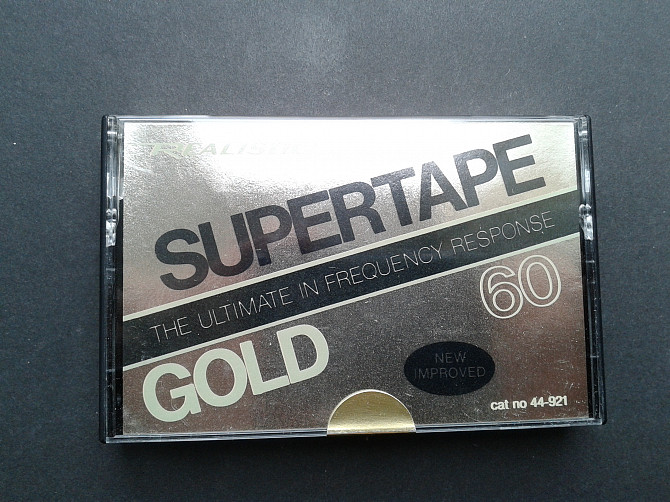 REALISTIC
SUPERTAPE
THE ULTIMATE IN FREQUENCY RESPONSE
60
GOLD
NEW
IMPROVED
cat no 44-921